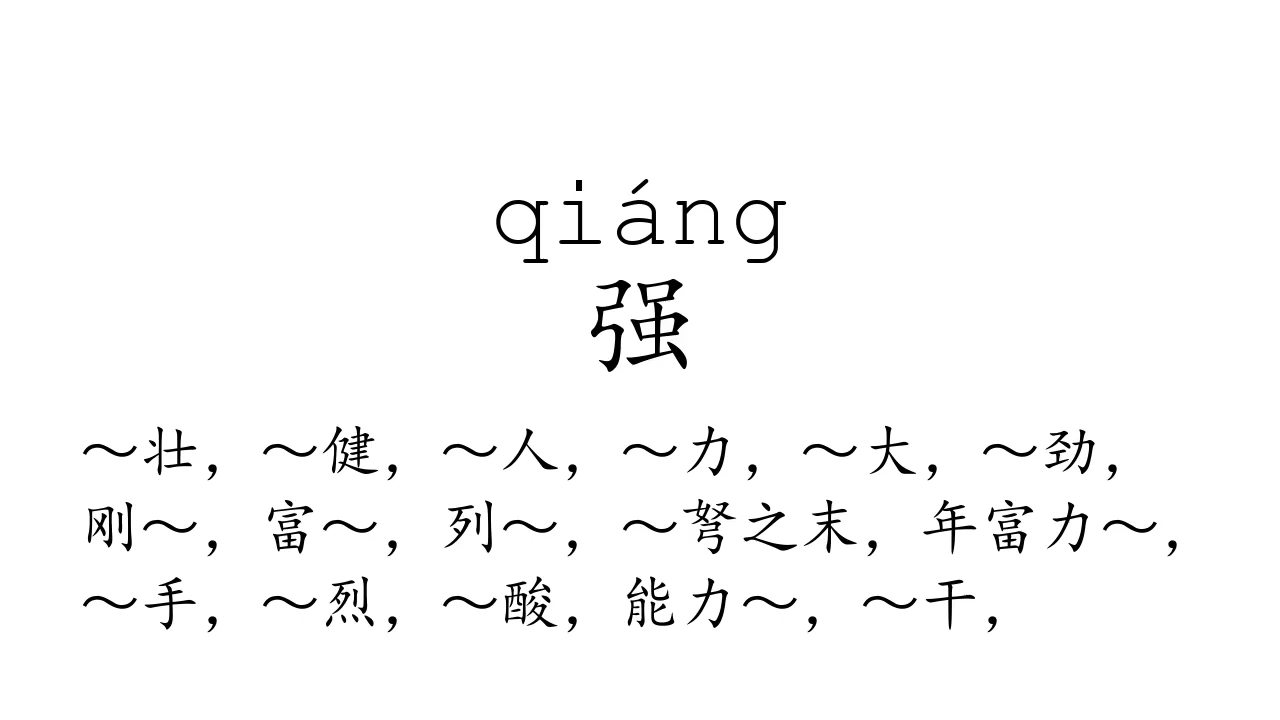 qiáng
强
～壮，～健，～人，～力，～大，～劲，
刚～，富～，列～，～弩之末，年富力～，
～手，～烈，～酸，能力～，～干，